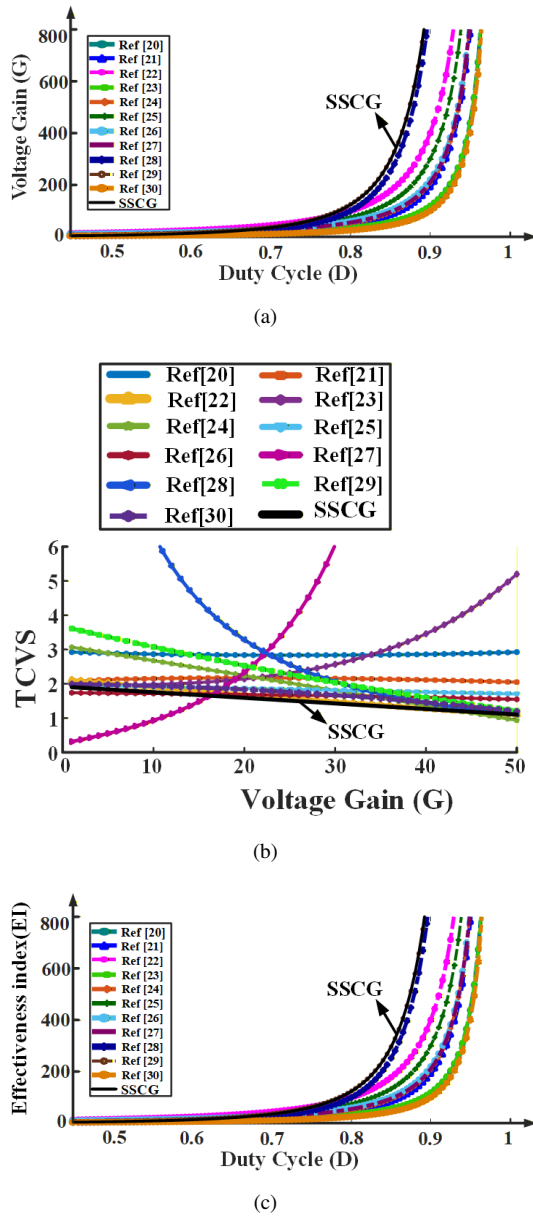 Voltage Gain (G)
800
600
400
200
0
Ref [20]
Ref [21]
Ref [22]
Ref [23]
Ref [24]
Ref [25]
Ref [26]
Ref [27]
Ref [28]
Ref [29]
Ref [30]
SSCG
SSCG
0.5 0.6 0.7 0.8 0.9 1
Duty Cycle (D)
(a)
Ref[20] Ref[21]
Ref[22] Ref[23]
Ref[24] Ref[25]
Ref[26] Ref[27]
Ref[28] Ref[29]
Ref[30] SSCG
TCVS
6
5
4
3
2
1
0
SSCG
0 10 20 30 40 50
Voltage Gain (G)
(b)
Effectiveness index(EI)
800
600
400
200
0
Ref [20]
Ref [21]
Ref [22]
Ref [23]
Ref [24]
Ref [25]
Ref [26]
Ref [27]
Ref [28]
Ref [29]
Ref [30]
SSCG
SSCG
0.5 0.6 0.7 0.8 0.9 1
Duty Cycle (D)
(c)